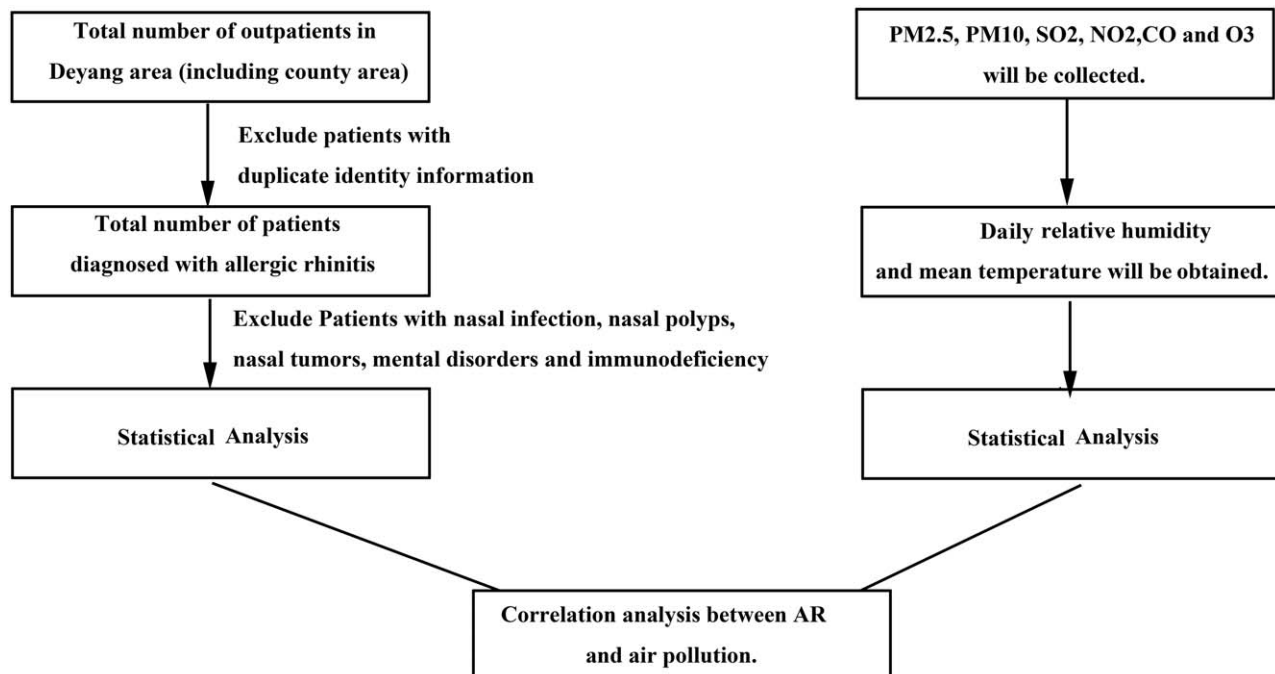 Total number of outpatients in
Deyang area (including county area)
Exclude patients with
duplicate identity information
Total number of patients
diagnosed with allergic rhinitis
Exclude Patients with nasal infection, nasal polyps,
nasal tumors, mental disorders and immunodeficiency
Statistical Analysis
PM2.5, PM10, SO2, NO2,CO and O3
will be collected.
Daily relative humidity
and mean temperature will be obtained.
Statistical Analysis
Correlation analysis between AR
and air pollution.